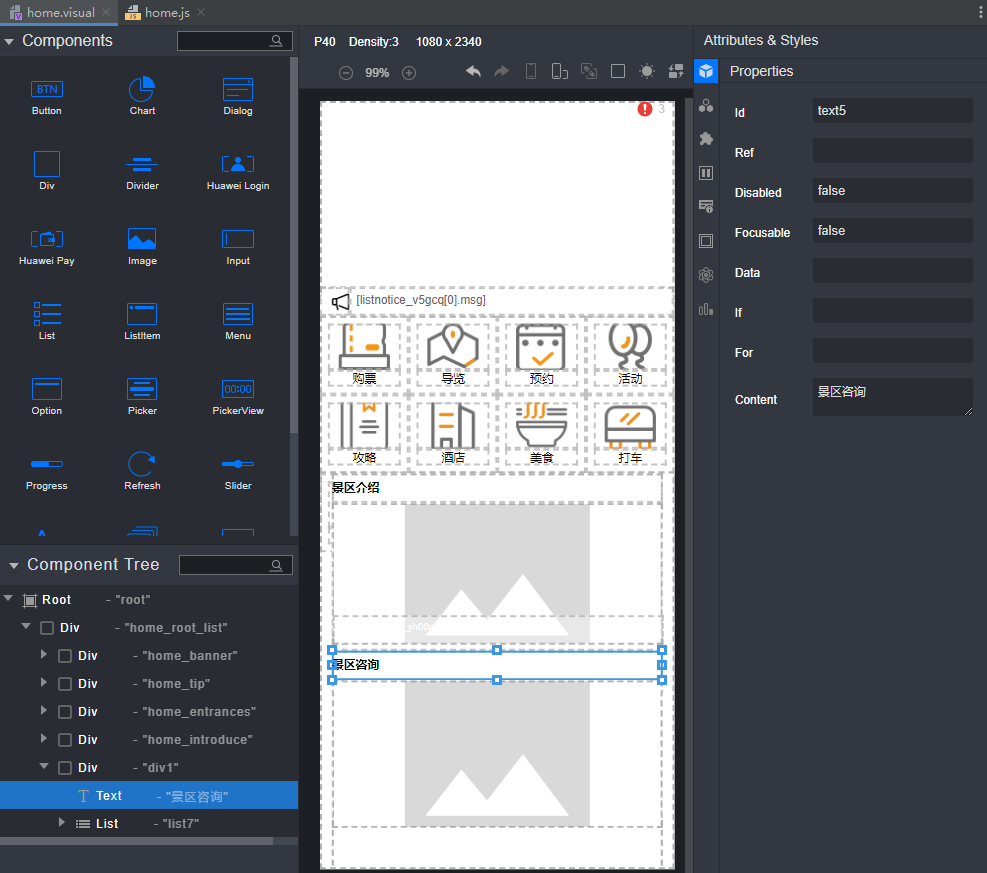 home.visual
JS
home.js
Components
BTN
Button
Chart
Dialog
Div
Divider
Huawei Login
Huawei Pay
Image
Input
List
ListItem
Menu
00:00
Option
Picker
PickerView
Progress
Refresh
Slider
Component Tree
Root - "root"
Div - "home_root_list"
Div - "home_banner"
Div - "home_tip"
Div - "home_entrances"
Div - "home_introduce"
Div - "div1"
T Text - "景区咨询"
List - "list7"
P40 Density:3 1080 x 2340
99%
3
[listnotice_v5gcq[0].msg]
购票 导览 预约 活动
攻略 酒店 美食 打车
景区介绍
景区咨询
Attributes & Styles
Properties
Id text5
Ref
Disabled false
Focusable false
Data
If
For
Content 景区咨询